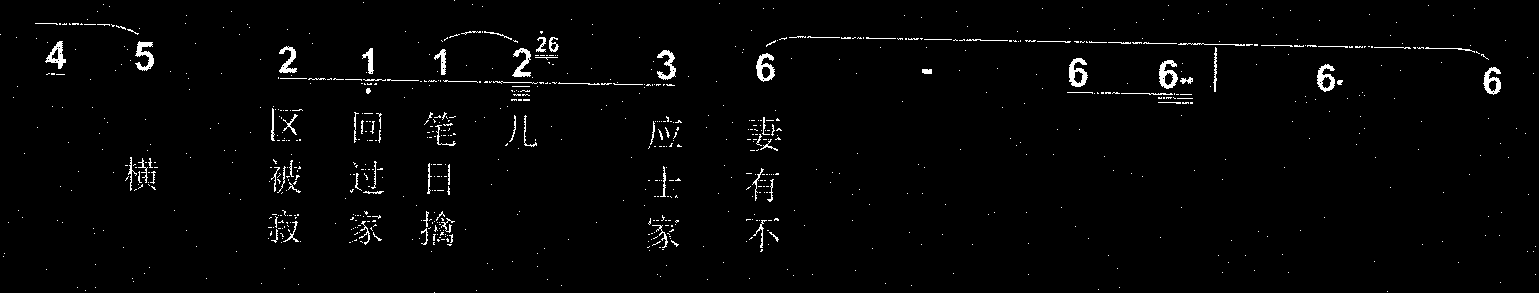 4 5 2 1 1 2 26 3 6 - 6 6·· | 6· 6
区 回 笔 儿 应 妻
横 被 过 日 士 有
寂 家 擒 家 不